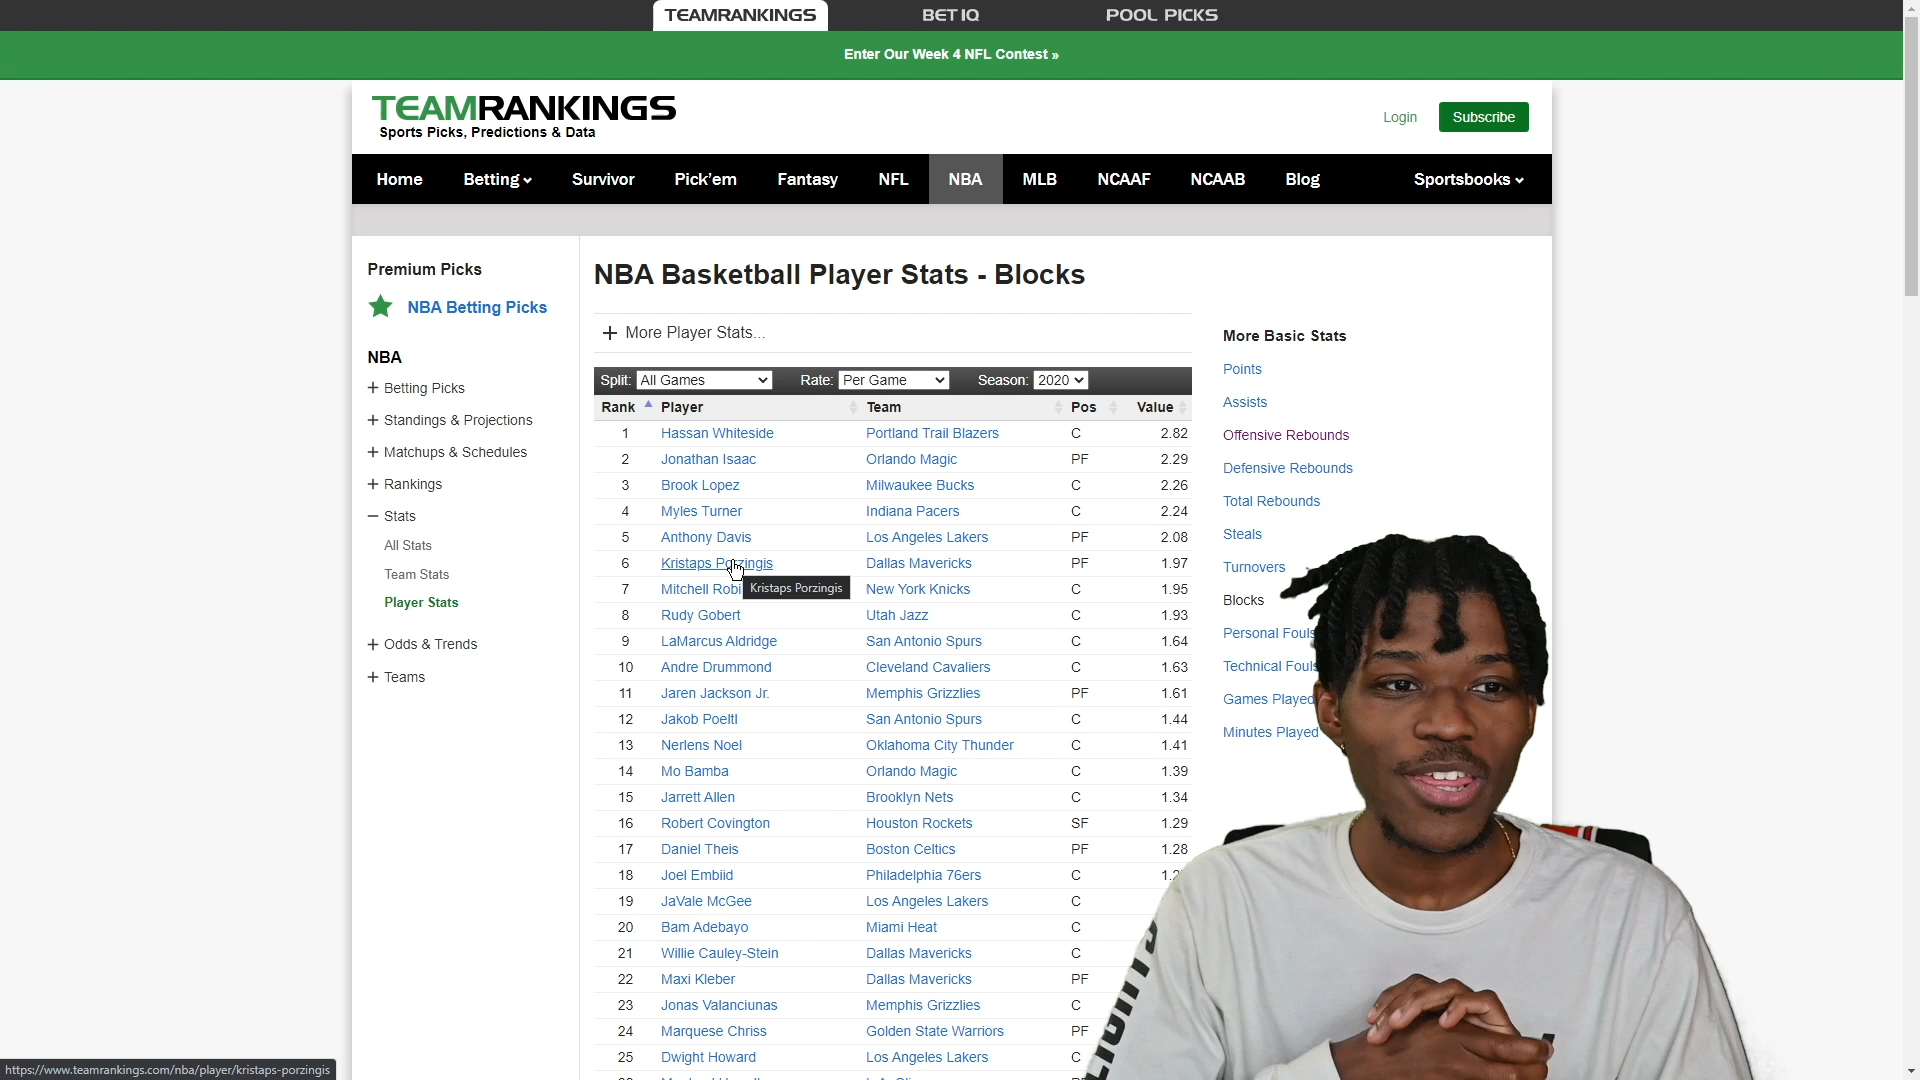 TEAMRANKINGS BETIQ POOL PICKS
Enter Our Week 4 NFL Contest »
TEAMRANKINGS
Sports Picks, Predictions & Data
Login Subscribe
Home Betting Survivor Pick'em Fantasy NFL NBA MLB NCAAF NCAAB Blog Sportsbooks
Premium Picks
NBA Betting Picks
NBA
+ Betting Picks
+ Standings & Projections
+ Matchups & Schedules
+ Rankings
− Stats
All Stats
Team Stats
Player Stats
+ Odds & Trends
+ Teams
NBA Basketball Player Stats - Blocks
+ More Player Stats...
Split: All Games Rate: Per Game Season: 2020
Rank Player Team Pos Value
1 Hassan Whiteside Portland Trail Blazers C 2.82
2 Jonathan Isaac Orlando Magic PF 2.29
3 Brook Lopez Milwaukee Bucks C 2.26
4 Myles Turner Indiana Pacers C 2.24
5 Anthony Davis Los Angeles Lakers PF 2.08
6 Kristaps Porzingis Dallas Mavericks PF 1.97
7 Mitchell Robi New York Knicks C 1.95
Kristaps Porzingis
8 Rudy Gobert Utah Jazz C 1.93
9 LaMarcus Aldridge San Antonio Spurs C 1.64
10 Andre Drummond Cleveland Cavaliers C 1.63
11 Jaren Jackson Jr. Memphis Grizzlies PF 1.61
12 Jakob Poeltl San Antonio Spurs C 1.44
13 Nerlens Noel Oklahoma City Thunder C 1.41
14 Mo Bamba Orlando Magic C 1.39
15 Jarrett Allen Brooklyn Nets C 1.34
16 Robert Covington Houston Rockets SF 1.29
17 Daniel Theis Boston Celtics PF 1.28
18 Joel Embiid Philadelphia 76ers C
19 JaVale McGee Los Angeles Lakers C
20 Bam Adebayo Miami Heat C
21 Willie Cauley-Stein Dallas Mavericks C
22 Maxi Kleber Dallas Mavericks PF
23 Jonas Valanciunas Memphis Grizzlies C
24 Marquese Chriss Golden State Warriors PF
25 Dwight Howard Los Angeles Lakers C
More Basic Stats
Points
Assists
Offensive Rebounds
Defensive Rebounds
Total Rebounds
Steals
Turnovers
Blocks
Personal Fouls
Technical Fouls
Games Played
Minutes Played
https://www.teamrankings.com/nba/player/kristaps-porzingis